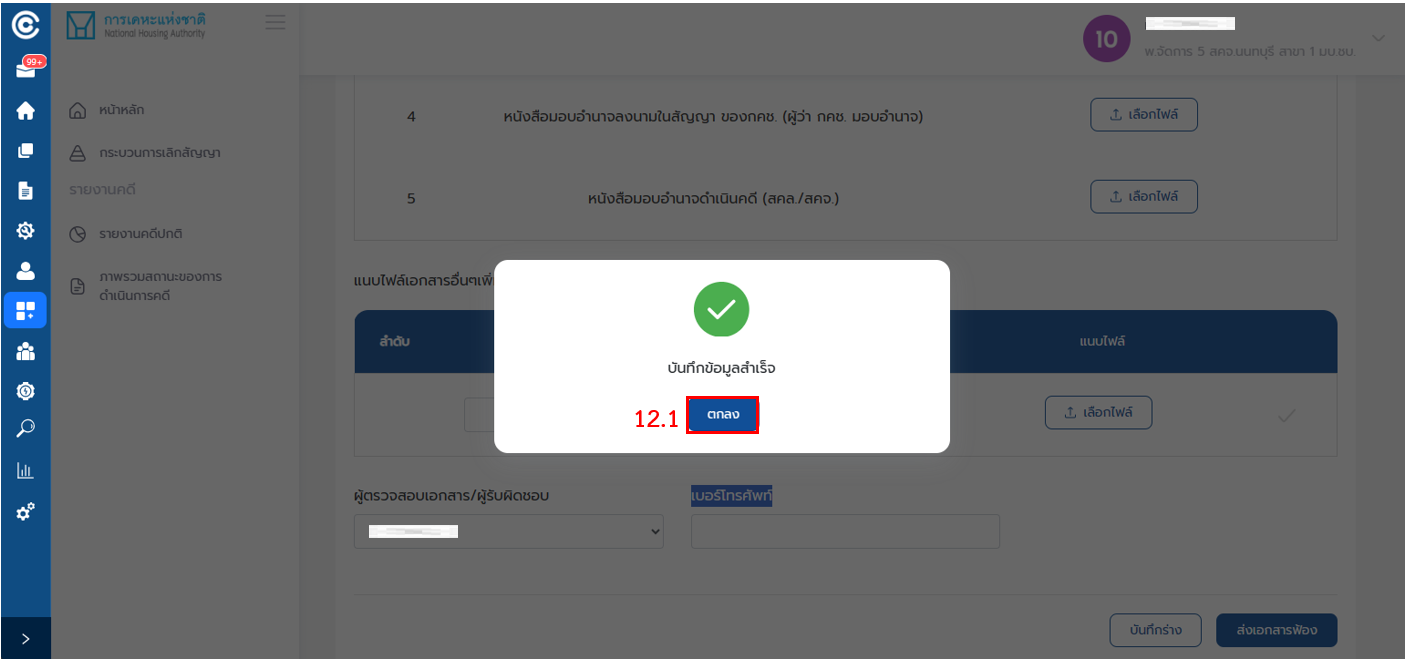 การเคหะแห่งชาติ
National Housing Authority
10
พ.จัดการ 5 สคจ.นนทบุรี สาขา 1 มบ.ชบ.
99+
หน้าหลัก
กระบวนการเลิกสัญญา
รายงานคดี
รายงานคดีปกติ
ภาพรวมสถานะของการ
ดำเนินการคดี
4 หนังสือมอบอำนาจลงนามในสัญญา ของกคช. (ผู้ว่า กคช. มอบอำนาจ) เลือกไฟล์
5 หนังสือมอบอำนาจดำเนินคดี (สคล./สคจ.) เลือกไฟล์
แนบไฟล์เอกสารอื่นๆเพิ่
ลำดับ แนบไฟล์
เลือกไฟล์
บันทึกข้อมูลสำเร็จ
12.1 ตกลง
ผู้ตรวจสอบเอกสาร/ผู้รับผิดชอบ เบอร์โทรศัพท์
บันทึกร่าง ส่งเอกสารฟ้อง